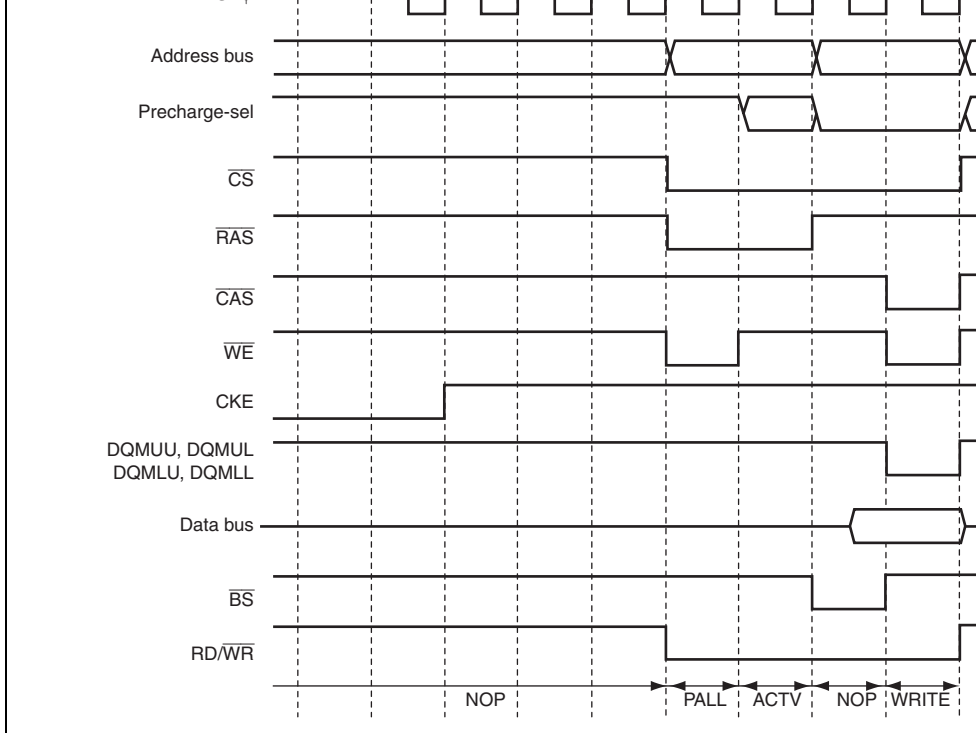 Address bus
Precharge-sel
CS
RAS
CAS
WE
CKE
DQMUU, DQMUL
DQMLU, DQMLL
Data bus
BS
RD/WR
NOP PALL ACTV NOP WRITE